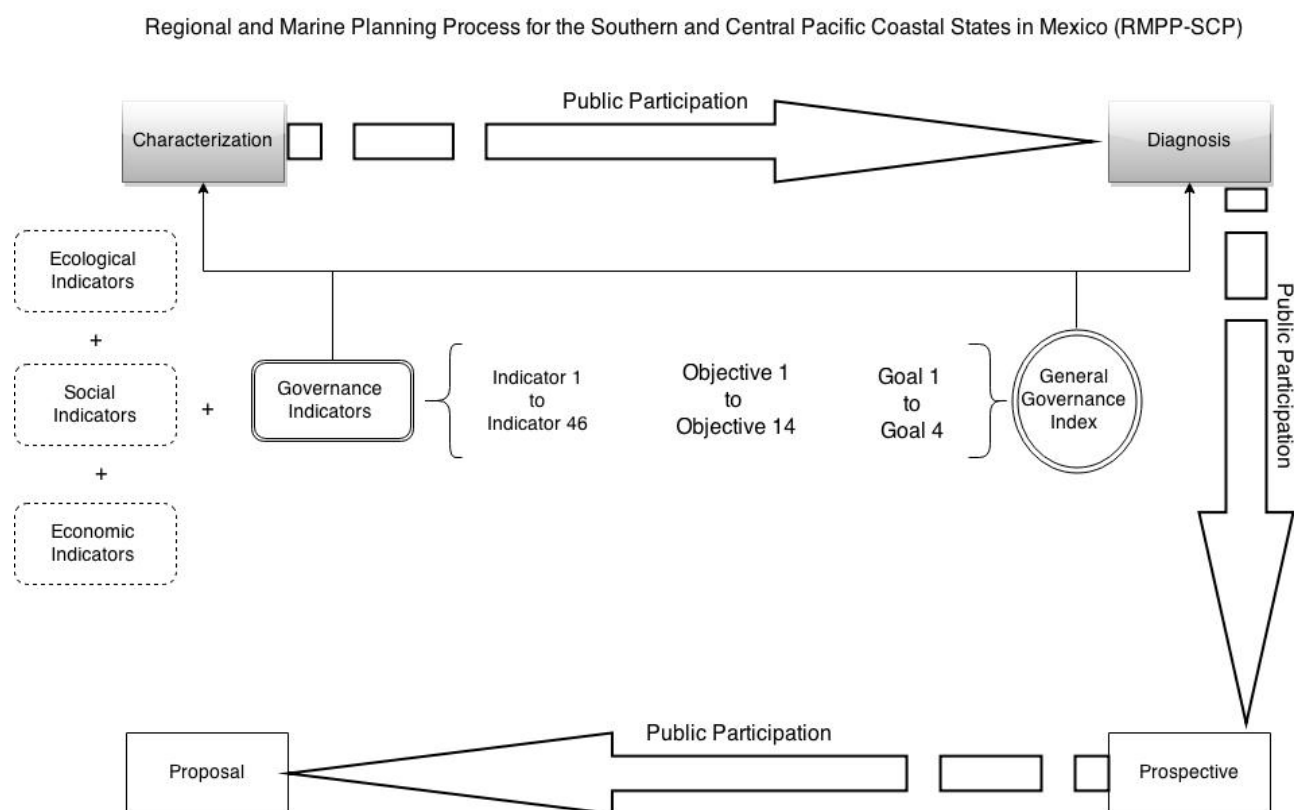 Regional and Marine Planning Process for the Southern and Central Pacific Coastal States in Mexico (RMPP-SCP)
Public Participation
Characterization
Diagnosis
Ecological
Indicators
+
Social
Indicators
+
Economic
Indicators
+
Governance
Indicators
Indicator 1
to
Indicator 46
Objective 1
to
Objective 14
Goal 1
to
Goal 4
General
Governance
Index
Public Participation
Public Participation
Proposal
Prospective